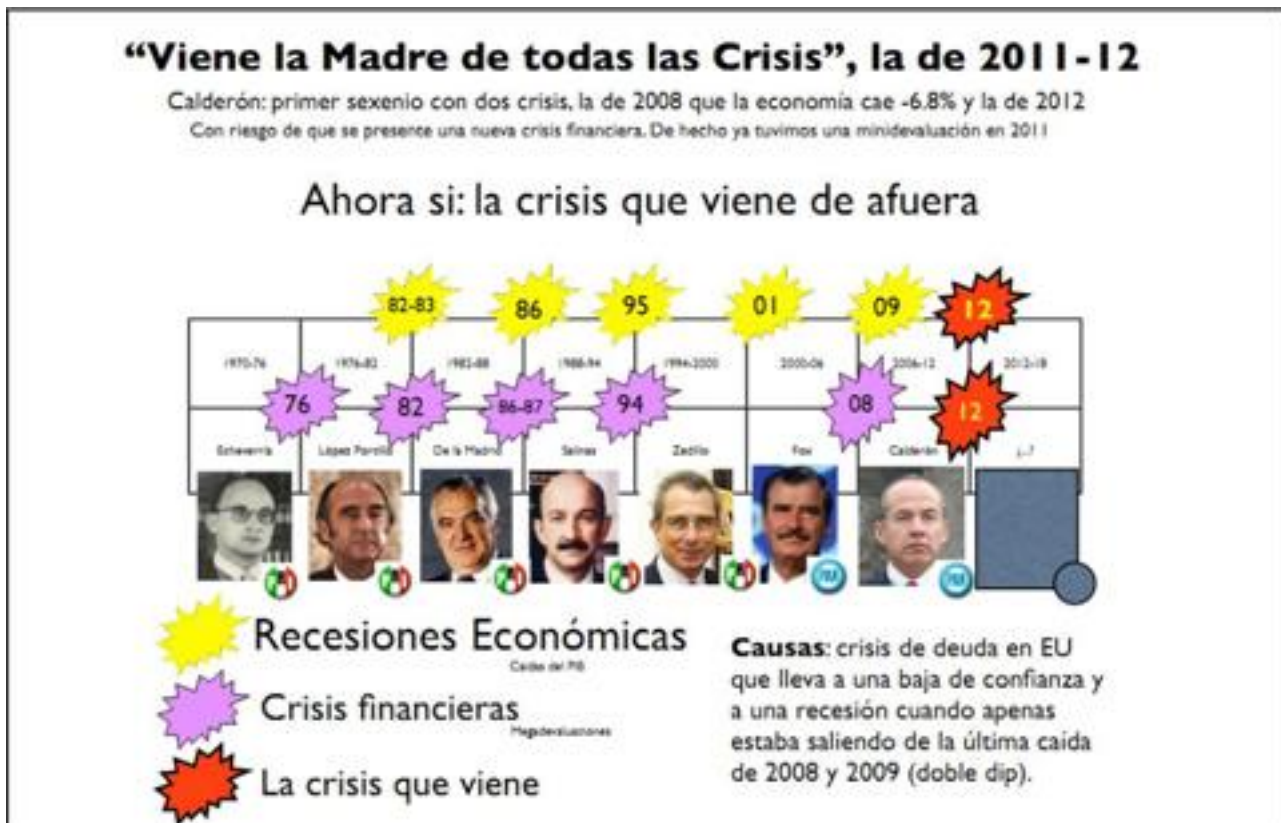 “Viene la Madre de todas las Crisis”, la de 2011-12
Calderón: primer sexenio con dos crisis, la de 2008 que la economía cae -6.8% y la de 2012
Con riesgo de que se presente una nueva crisis financiera. De hecho ya tuvimos una minidevaluación en 2011
Ahora si: la crisis que viene de afuera
82-83 86 95 01 09 12
1970-76 1976-82 1982-88 1988-94 1994-2000 2000-06 2006-12 2012-18
76 82 86-87 94 08 12
Echeverría López Portillo De la Madrid Salinas Zedillo Fox Calderón
PRI PRI PRI PRI PRI PAN PAN
Recesiones Económicas
Caídas del PIB
Crisis financieras
Megadevaluaciones
La crisis que viene
Causas: crisis de deuda en EU
que lleva a una baja de confianza y
a una recesión cuando apenas
estaba saliendo de la última caída
de 2008 y 2009 (doble dip).